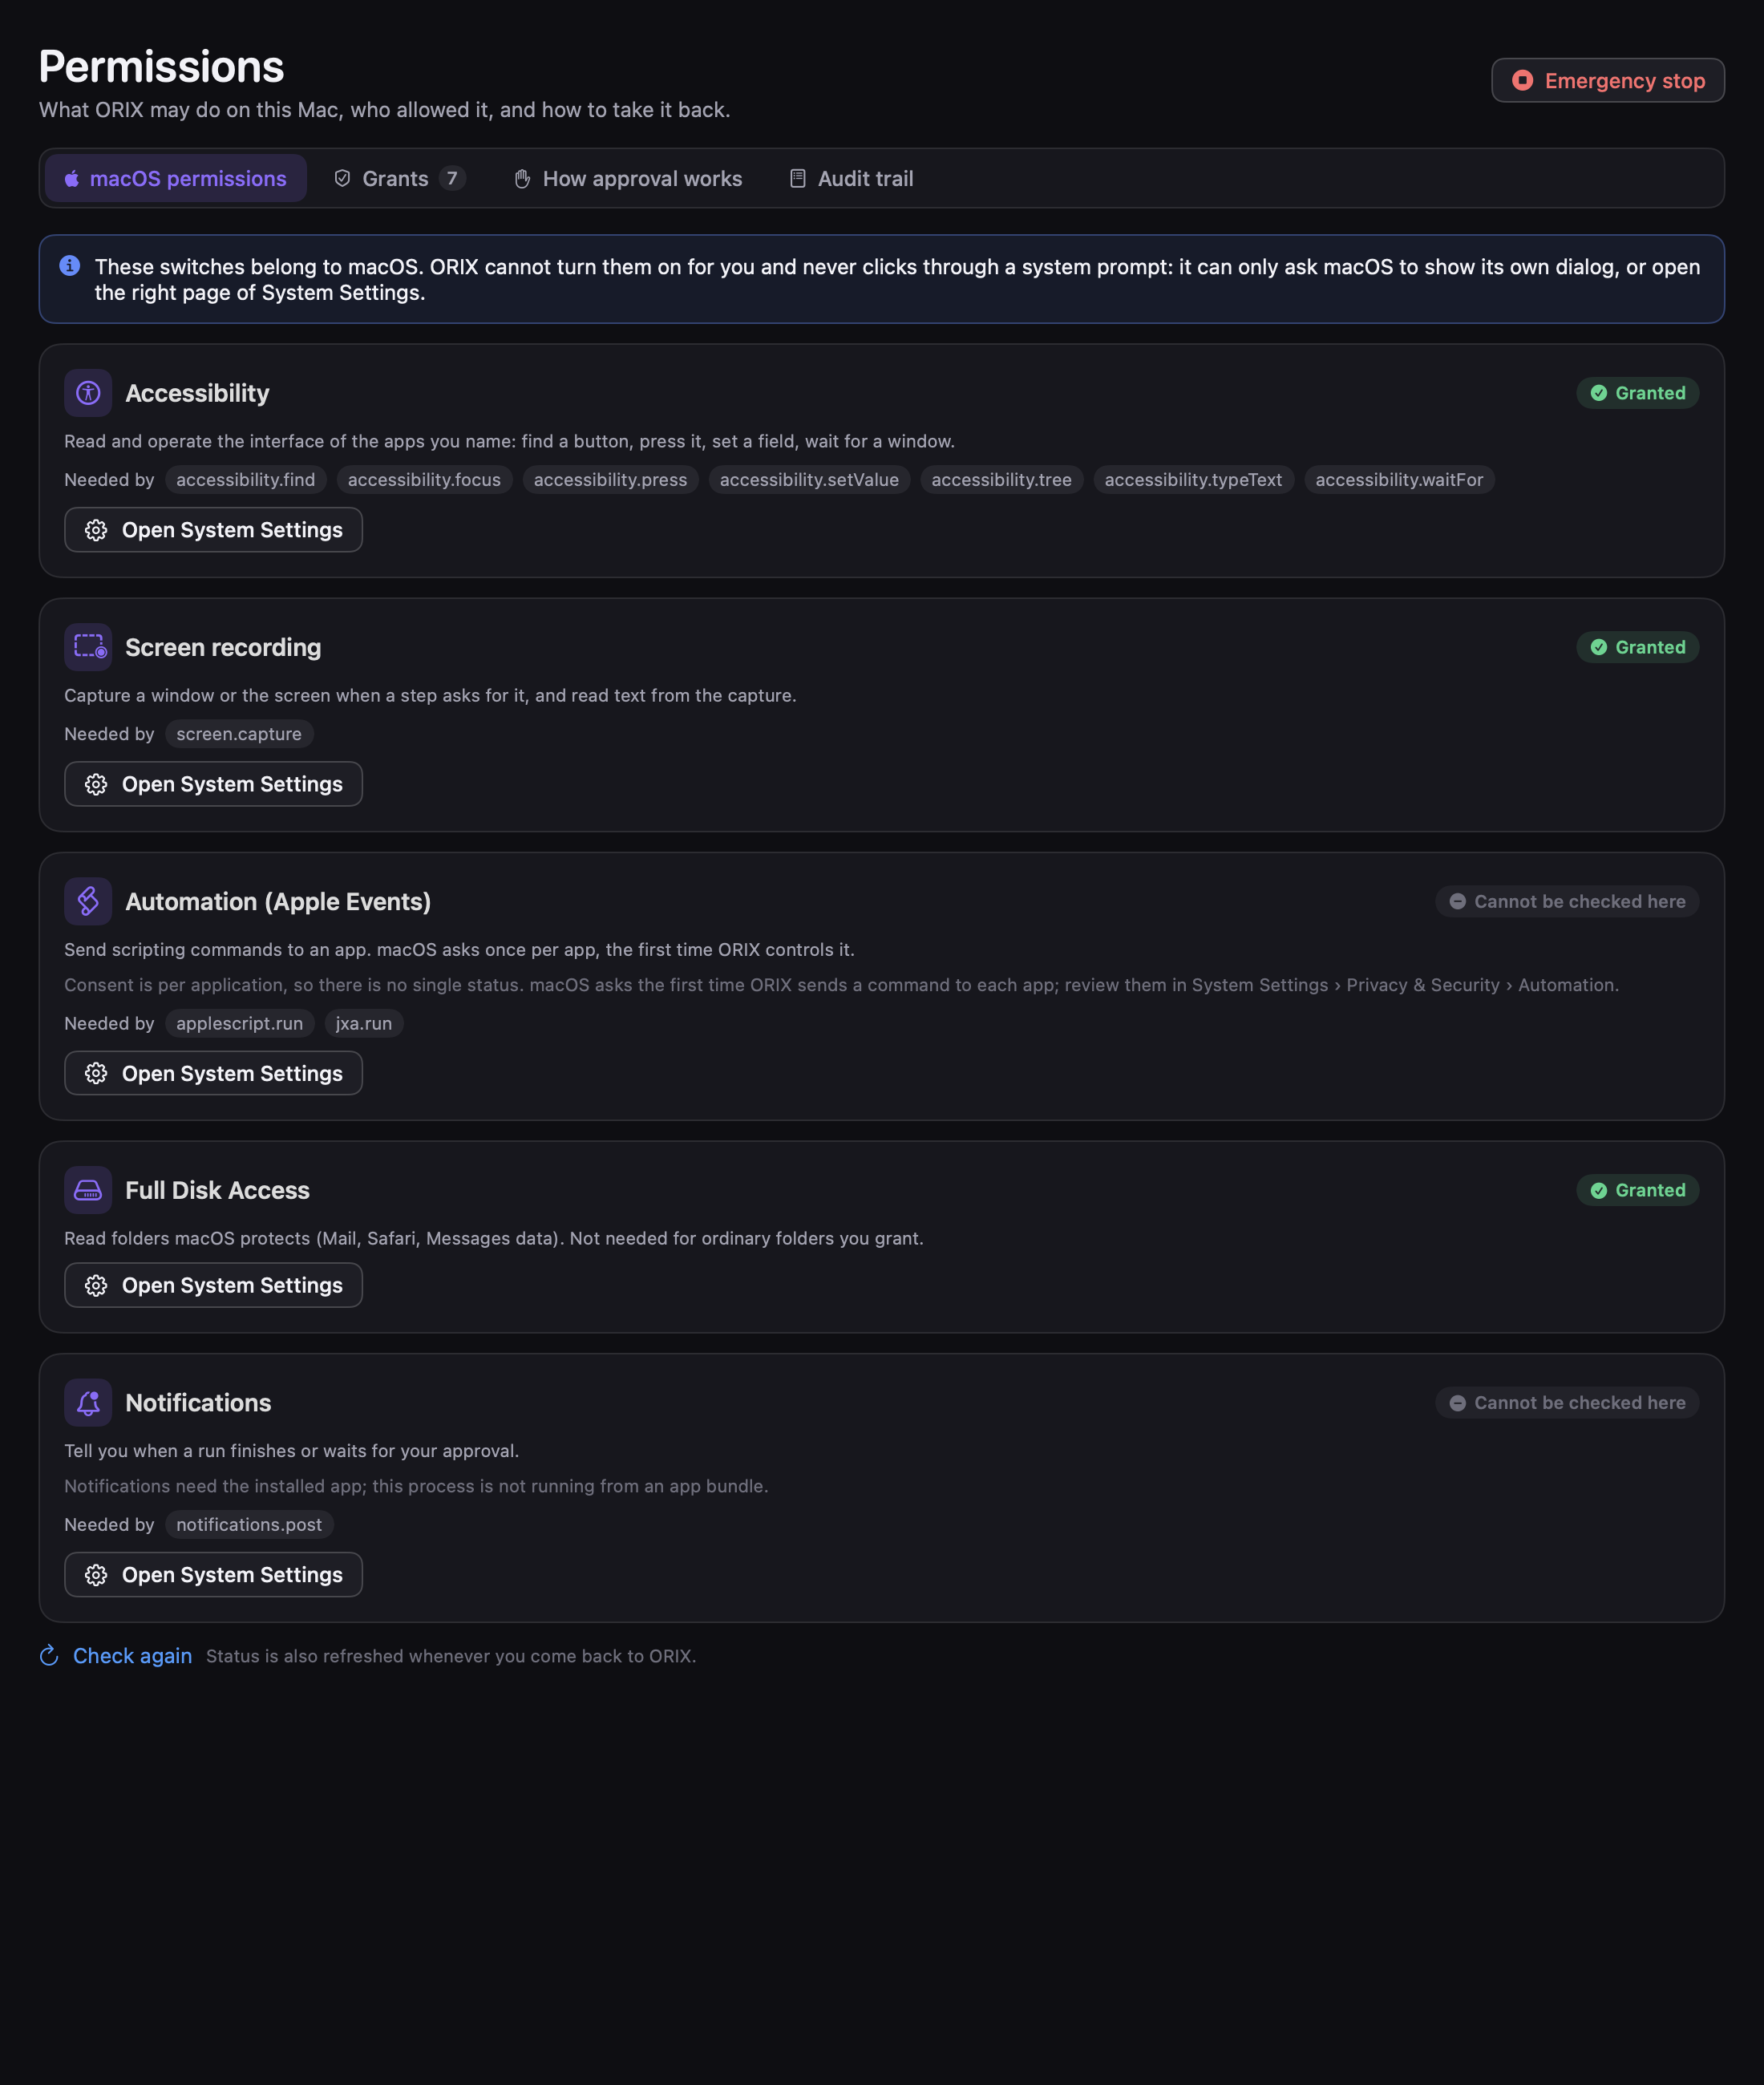 Permissions
What ORIX may do on this Mac, who allowed it, and how to take it back.
Emergency stop
macOS permissions
Grants 7
How approval works
Audit trail
These switches belong to macOS. ORIX cannot turn them on for you and never clicks through a system prompt: it can only ask macOS to show its own dialog, or open
the right page of System Settings.
Accessibility
Granted
Read and operate the interface of the apps you name: find a button, press it, set a field, wait for a window.
Needed by accessibility.find accessibility.focus accessibility.press accessibility.setValue accessibility.tree accessibility.typeText accessibility.waitFor
Open System Settings
Screen recording
Granted
Capture a window or the screen when a step asks for it, and read text from the capture.
Needed by screen.capture
Open System Settings
Automation (Apple Events)
Cannot be checked here
Send scripting commands to an app. macOS asks once per app, the first time ORIX controls it.
Consent is per application, so there is no single status. macOS asks the first time ORIX sends a command to each app; review them in System Settings › Privacy & Security › Automation.
Needed by applescript.run jxa.run
Open System Settings
Full Disk Access
Granted
Read folders macOS protects (Mail, Safari, Messages data). Not needed for ordinary folders you grant.
Open System Settings
Notifications
Cannot be checked here
Tell you when a run finishes or waits for your approval.
Notifications need the installed app; this process is not running from an app bundle.
Needed by notifications.post
Open System Settings
Check again Status is also refreshed whenever you come back to ORIX.